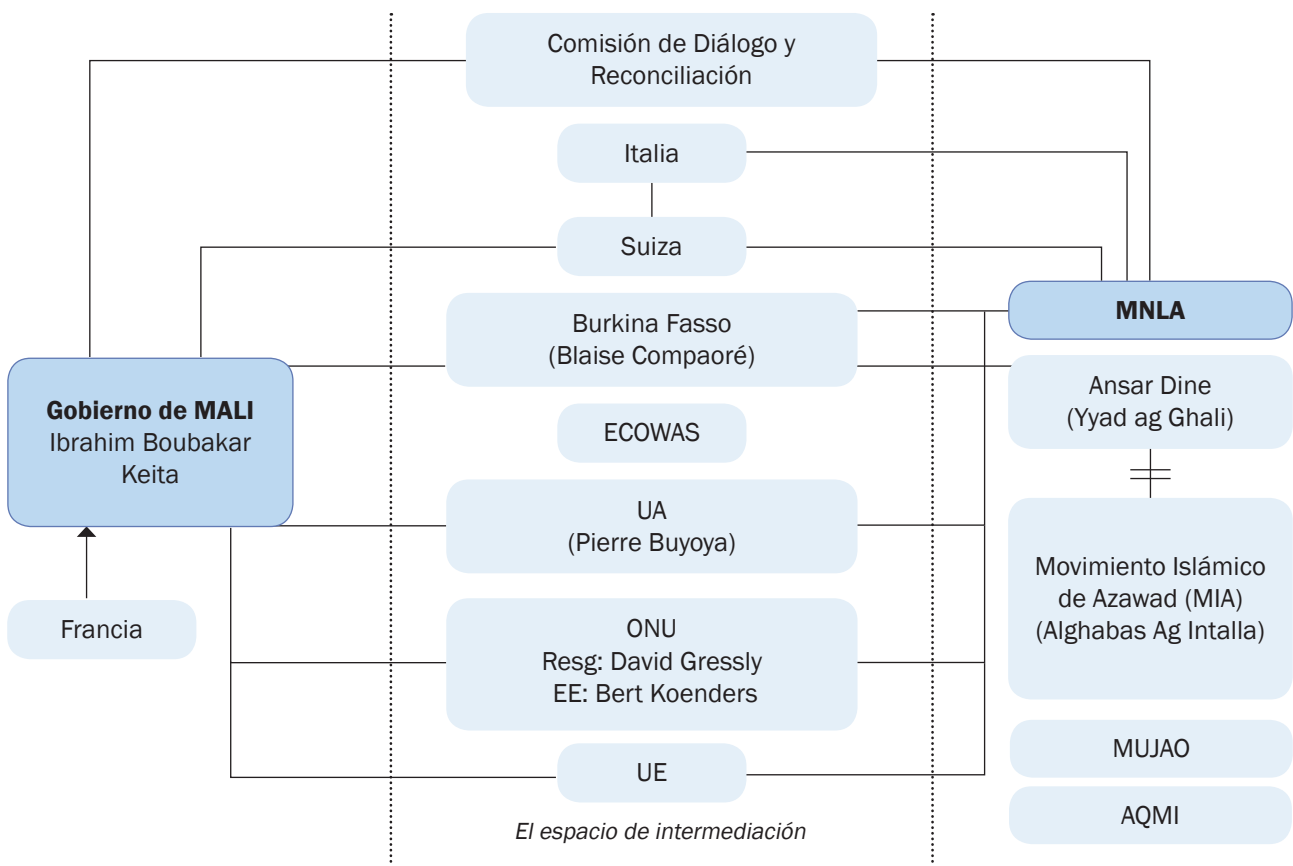 Comisión de Diálogo y
Reconciliación
Italia
Suiza
Burkina Fasso
(Blaise Compaoré)
ECOWAS
UA
(Pierre Buyoya)
ONU
Resg: David Gressly
EE: Bert Koenders
UE
El espacio de intermediación
Gobierno de MALI
Ibrahim Boubakar
Keita
Francia
MNLA
Ansar Dine
(Yyad ag Ghali)
Movimiento Islámico
de Azawad (MIA)
(Alghabas Ag Intalla)
MUJAO
AQMI